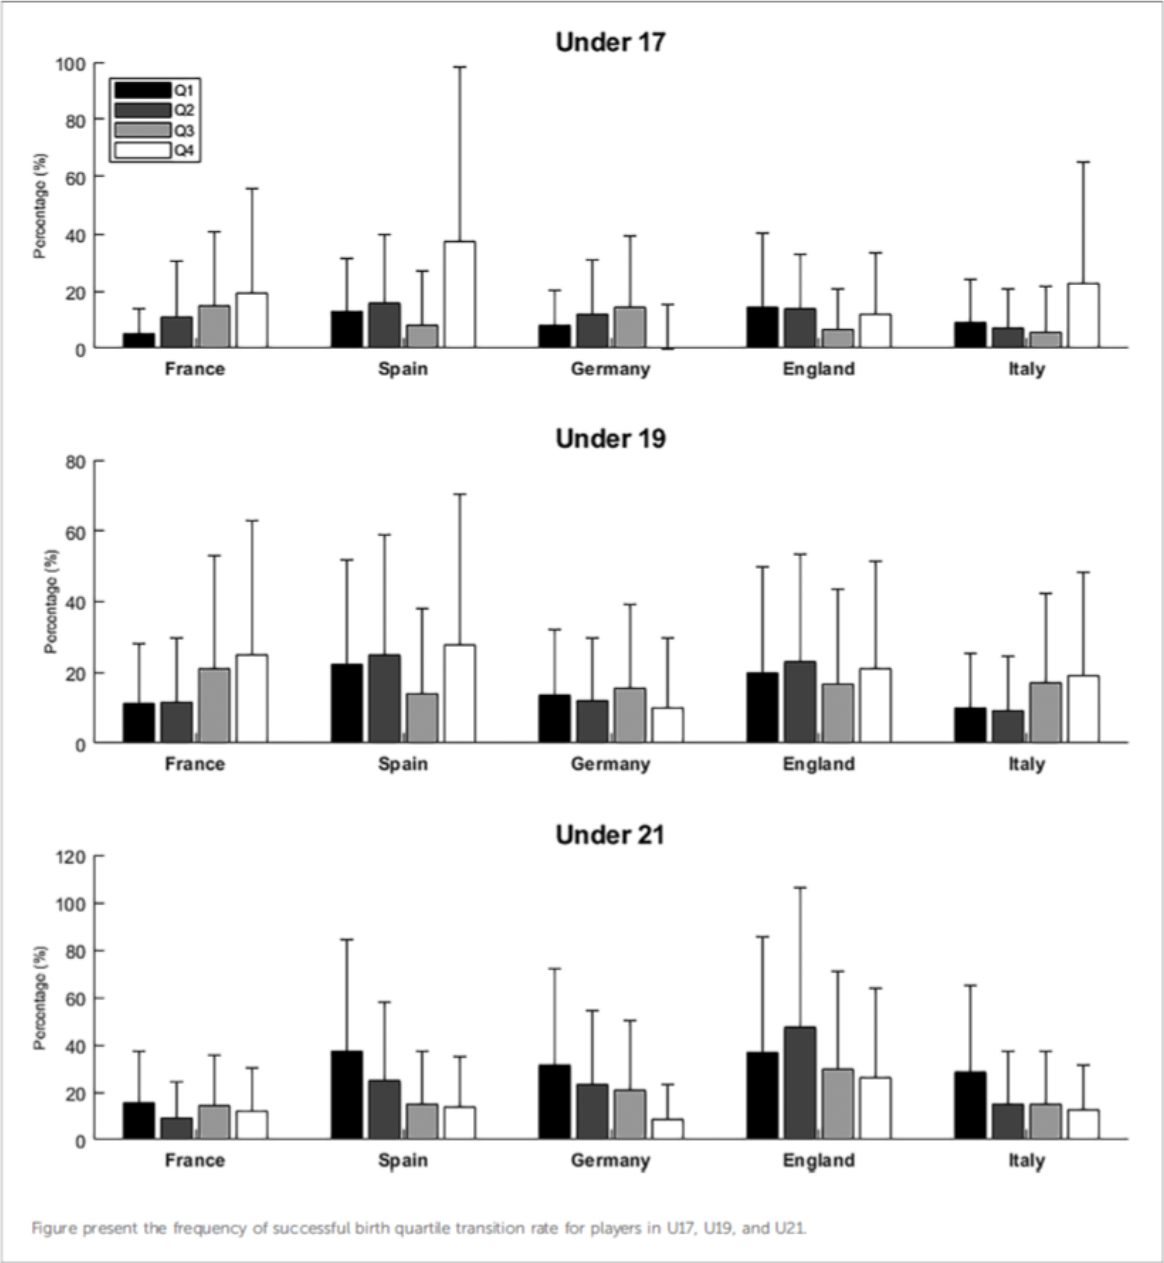 Under 17
100
80
60
40
20
0
Percentage (%)
Q1
Q2
Q3
Q4
France Spain Germany England Italy
Under 19
80
60
40
20
0
Percentage (%)
France Spain Germany England Italy
Under 21
120
100
80
60
40
20
0
Percentage (%)
France Spain Germany England Italy
Figure present the frequency of successful birth quartile transition rate for players in U17, U19, and U21.